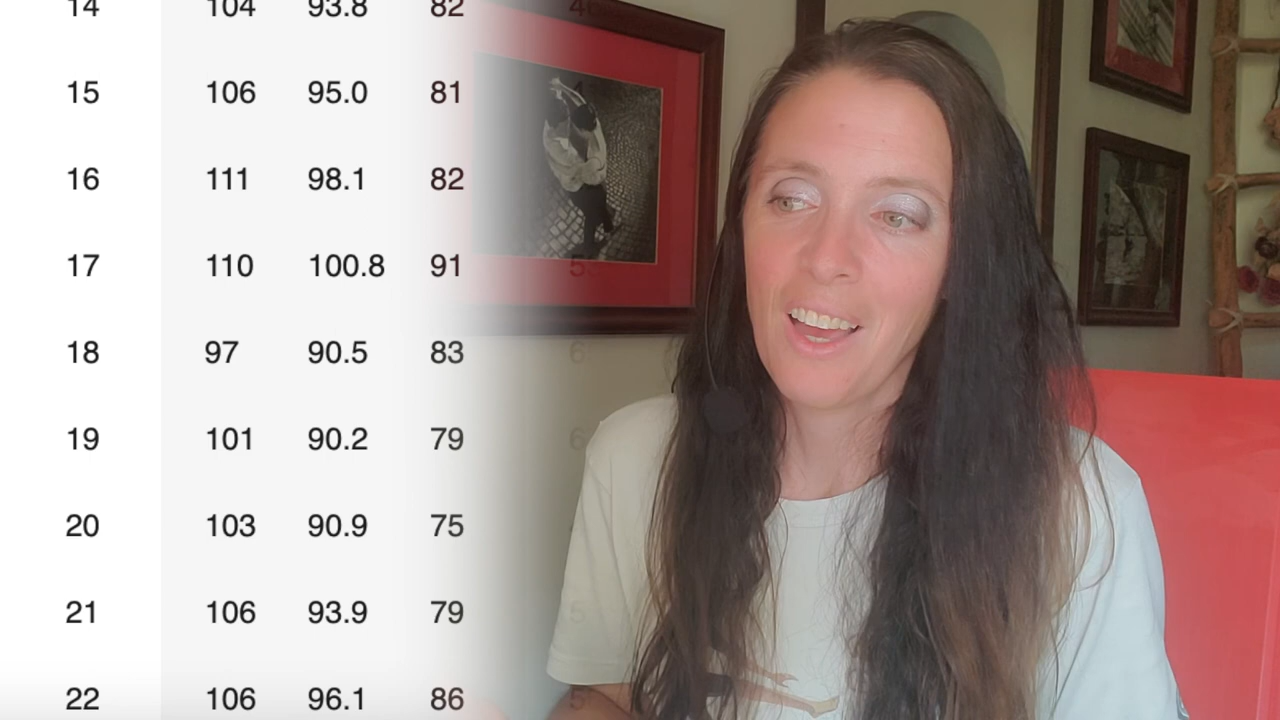 14 104 93.8 82
15 106 95.0 81
16 111 98.1 82
17 110 100.8 91
18 97 90.5 83
19 101 90.2 79
20 103 90.9 75
21 106 93.9 79
22 106 96.1 86